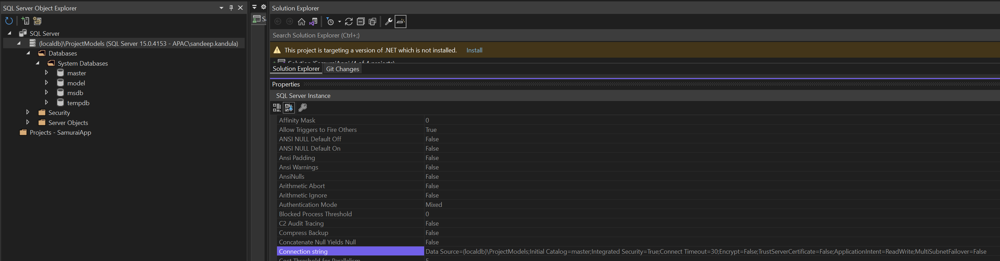 SQL Server Object Explorer
SQL Server
(localdb)\ProjectModels (SQL Server 15.0.4153 - APAC\sandeep.kandula)
Databases
System Databases
master
model
msdb
tempdb
Security
Server Objects
Projects - SamuraiApp
Solution Explorer
Search Solution Explorer (Ctrl+;)
This project is targeting a version of .NET which is not installed. Install
Solution 'SamuraiApp' (4 of 4 projects)
Solution Explorer Git Changes
Properties
SQL Server Instance
Affinity Mask 0
Allow Triggers to Fire Others True
ANSI NULL Default Off False
ANSI NULL Default On False
Ansi Padding False
Ansi Warnings False
AnsiNulls False
Arithmetic Abort False
Arithmetic Ignore False
Authentication Mode Mixed
Blocked Process Threshold 0
C2 Audit Tracing False
Compress Backup False
Concatenate Null Yields Null False
Connection string Data Source=(localdb)\ProjectModels;Initial Catalog=master;Integrated Security=True;Connect Timeout=30;Encrypt=False;TrustServerCertificate=False;ApplicationIntent=ReadWrite;MultiSubnetFailover=False
Cost Threshold for Parallelism 5